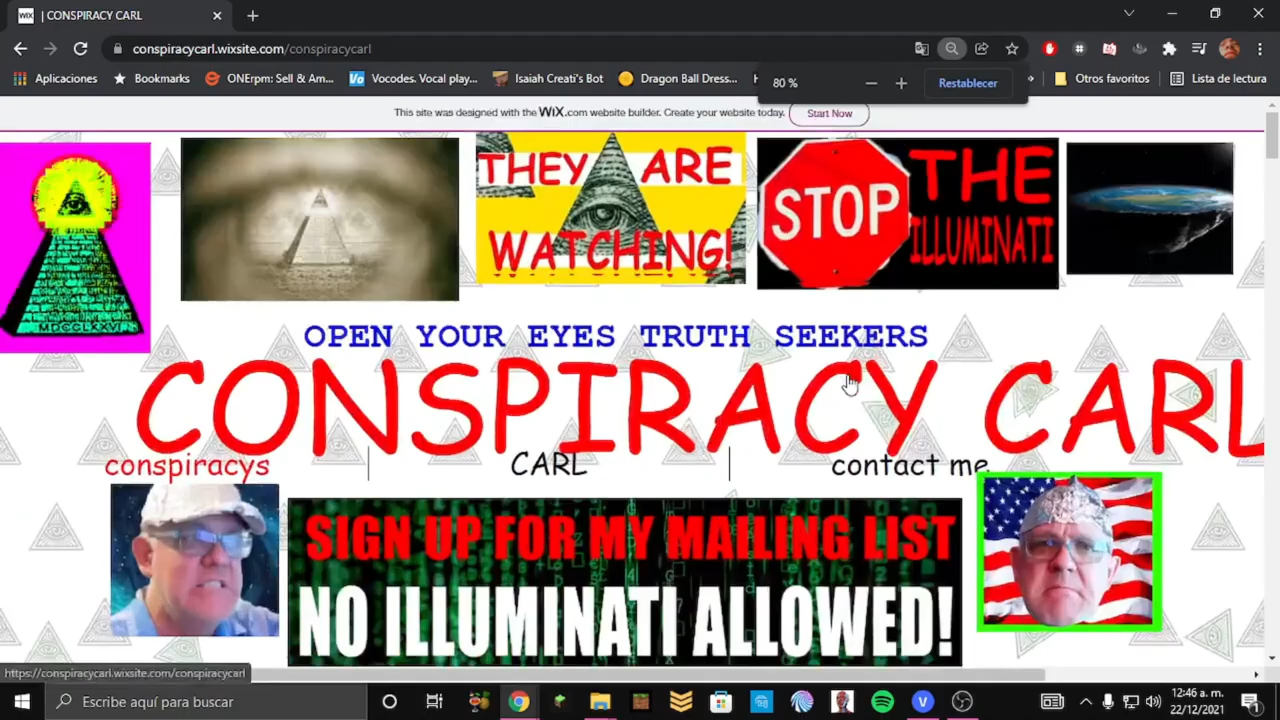 WiX | CONSPIRACY CARL
conspiracycarl.wixsite.com/conspiracycarl
Aplicaciones Bookmarks ONErpm: Sell & Am... Vocodes. Vocal play... Isaiah Creati's Bot Dragon Ball Dress... Otros favoritos Lista de lectura
80 % Restablecer
This site was designed with the WiX.com website builder. Create your website today. Start Now
THEY ARE
WATCHING!
STOP THE
ILLUMINATI
MDCCLXXVI
OPEN YOUR EYES TRUTH SEEKERS
CONSPIRACY CARL
conspiracys CARL contact me
SIGN UP FOR MY MAILING LIST
NO ILLUMINATI ALLOWED!
https://conspiracycarl.wixsite.com/conspiracycarl
Escribe aquí para buscar
12:46 a. m.
22/12/2021